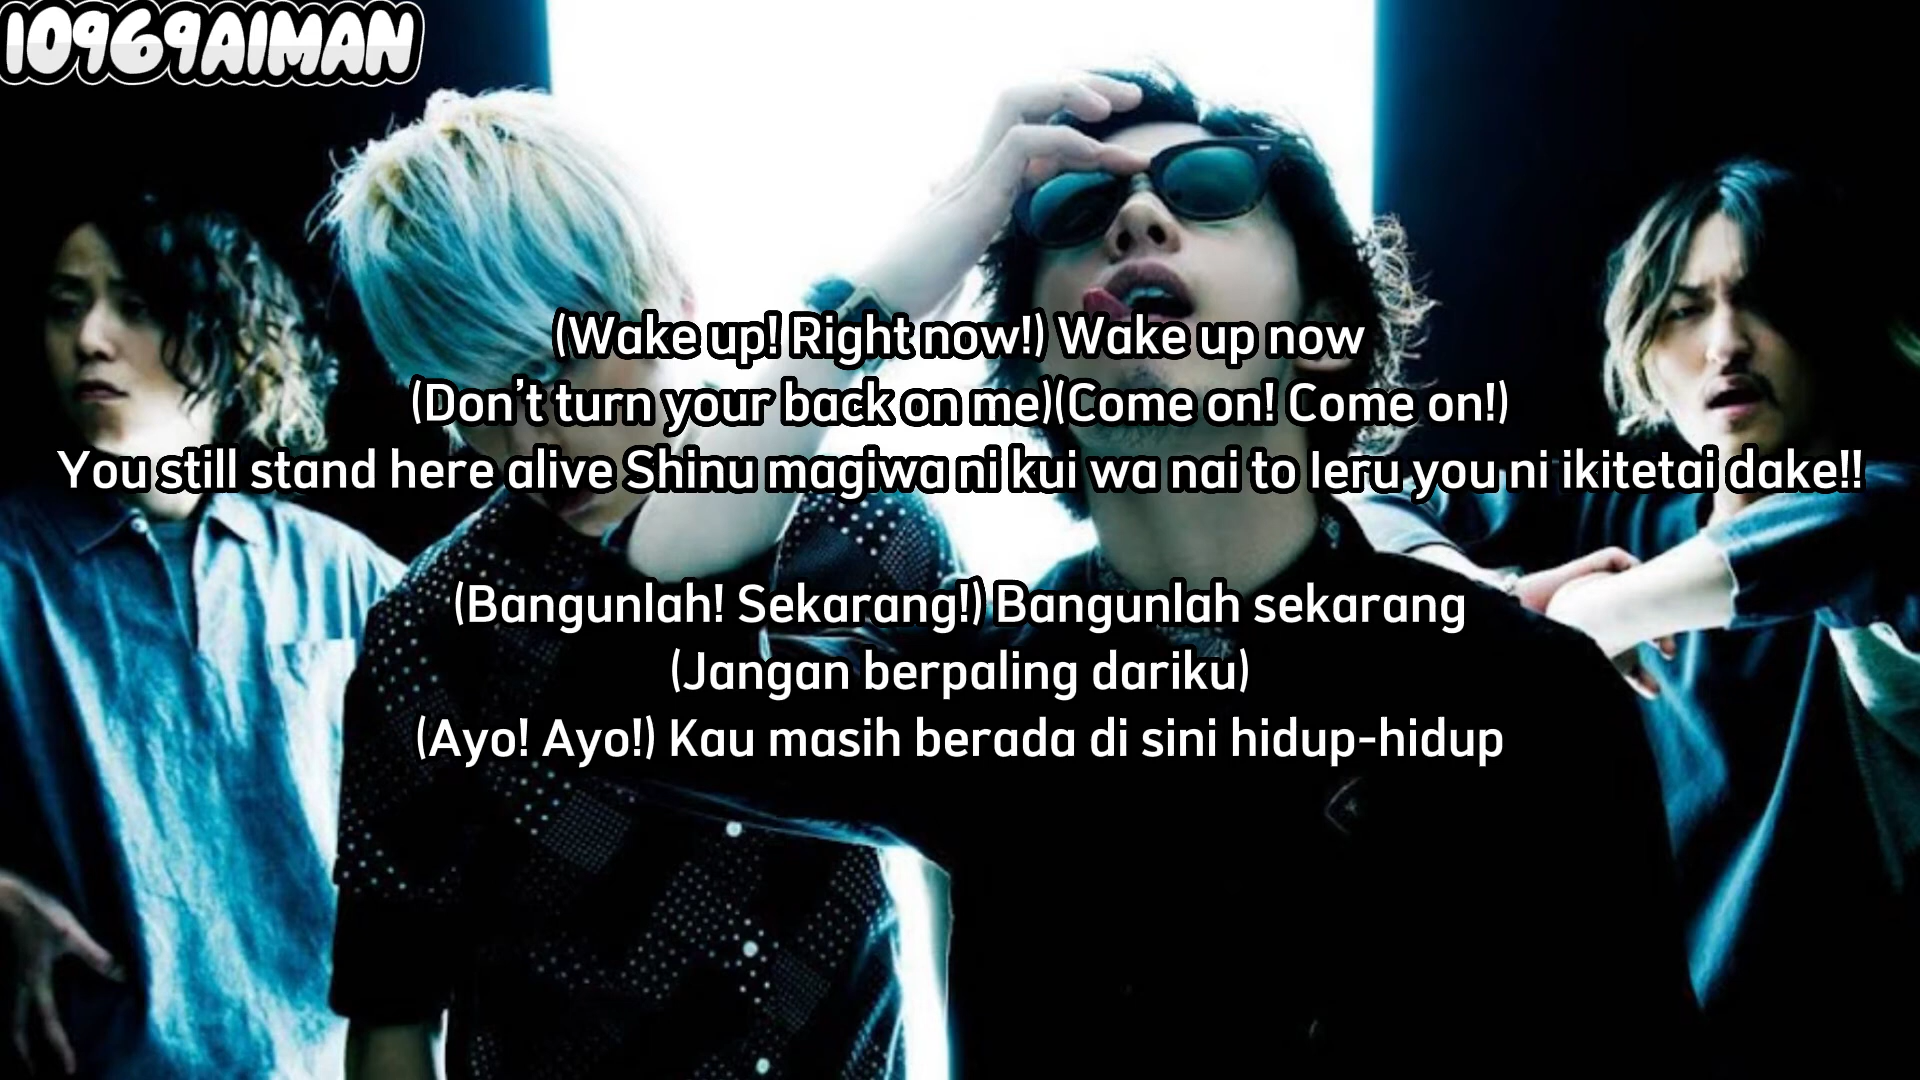 10969AIMAN
(Wake up! Right now!) Wake up now
(Don't turn your back on me)(Come on! Come on!)
You still stand here alive Shinu magiwa ni kui wa nai to Ieru you ni ikitetai dake!!
(Bangunlah! Sekarang!) Bangunlah sekarang
(Jangan berpaling dariku)
(Ayo! Ayo!) Kau masih berada di sini hidup-hidup